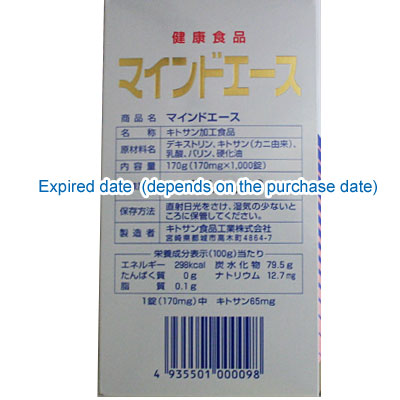 健康食品
マインドエース
商品名 マインドエース
名称 キトサン加工食品
原材料名 デキストリン、キトサン(カニ由来)、
乳酸、バリン、硬化油
内容量 170g(170mg×1,000錠)
Expired date (depends on the purchase date)
保存方法 直射日光をさけ、湿気の少ないと
ころに保管してください。
製造者 キトサン食品工業株式会社
宮崎県都城市高木町4864-7
栄養成分表示(100g)当たり
エネルギー 298kcal 炭水化物 79.5g
たんぱく質 0g ナトリウム 12.7mg
脂質 0.1g
1錠(170mg)中 キトサン65mg
4 935501 000098